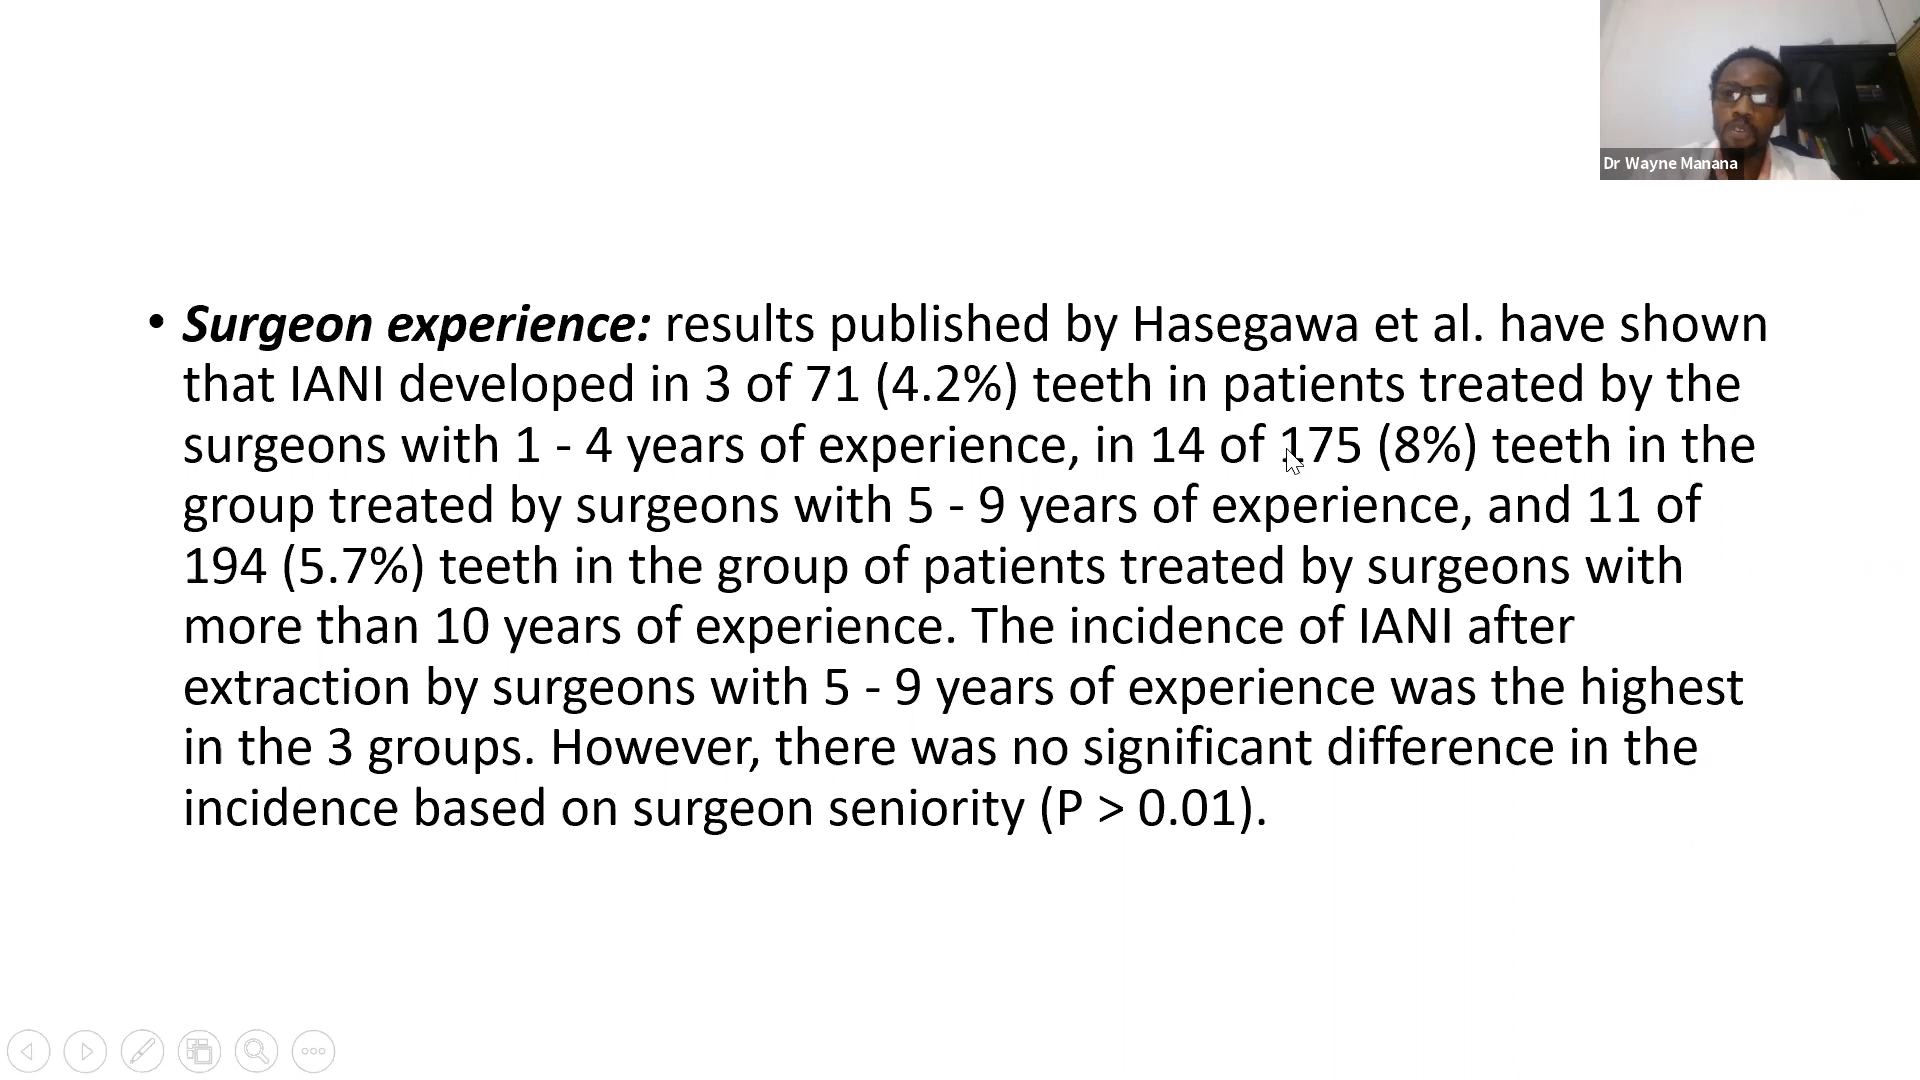 Dr Wayne Manana
• Surgeon experience: results published by Hasegawa et al. have shown
that IANI developed in 3 of 71 (4.2%) teeth in patients treated by the
surgeons with 1 - 4 years of experience, in 14 of 175 (8%) teeth in the
group treated by surgeons with 5 - 9 years of experience, and 11 of
194 (5.7%) teeth in the group of patients treated by surgeons with
more than 10 years of experience. The incidence of IANI after
extraction by surgeons with 5 - 9 years of experience was the highest
in the 3 groups. However, there was no significant difference in the
incidence based on surgeon seniority (P > 0.01).